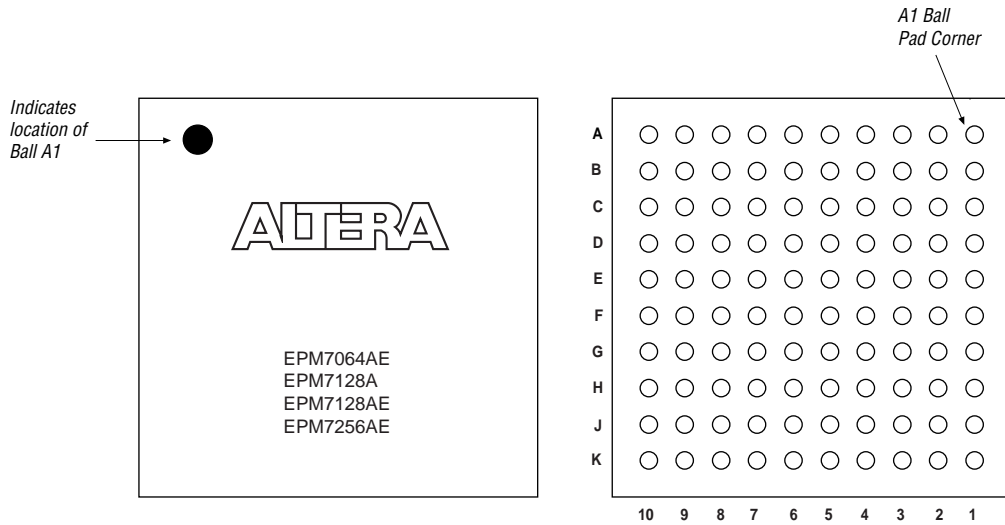 A1 Ball
Pad Corner
Indicates
location of
Ball A1
ALTERA
EPM7064AE
EPM7128A
EPM7128AE
EPM7256AE
A
B
C
D
E
F
G
H
J
K
10 9 8 7 6 5 4 3 2 1